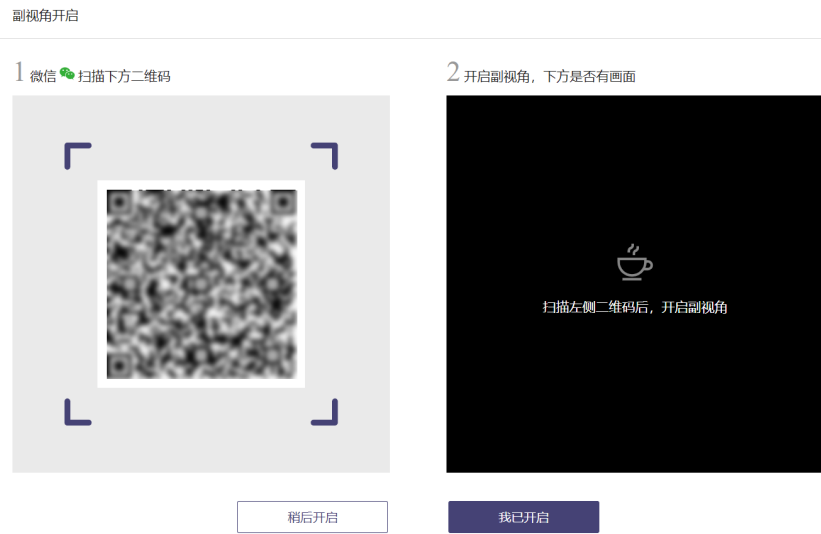 副视角开启
1 微信 扫描下方二维码
2 开启副视角，下方是否有画面
扫描左侧二维码后，开启副视角
稍后开启
我已开启